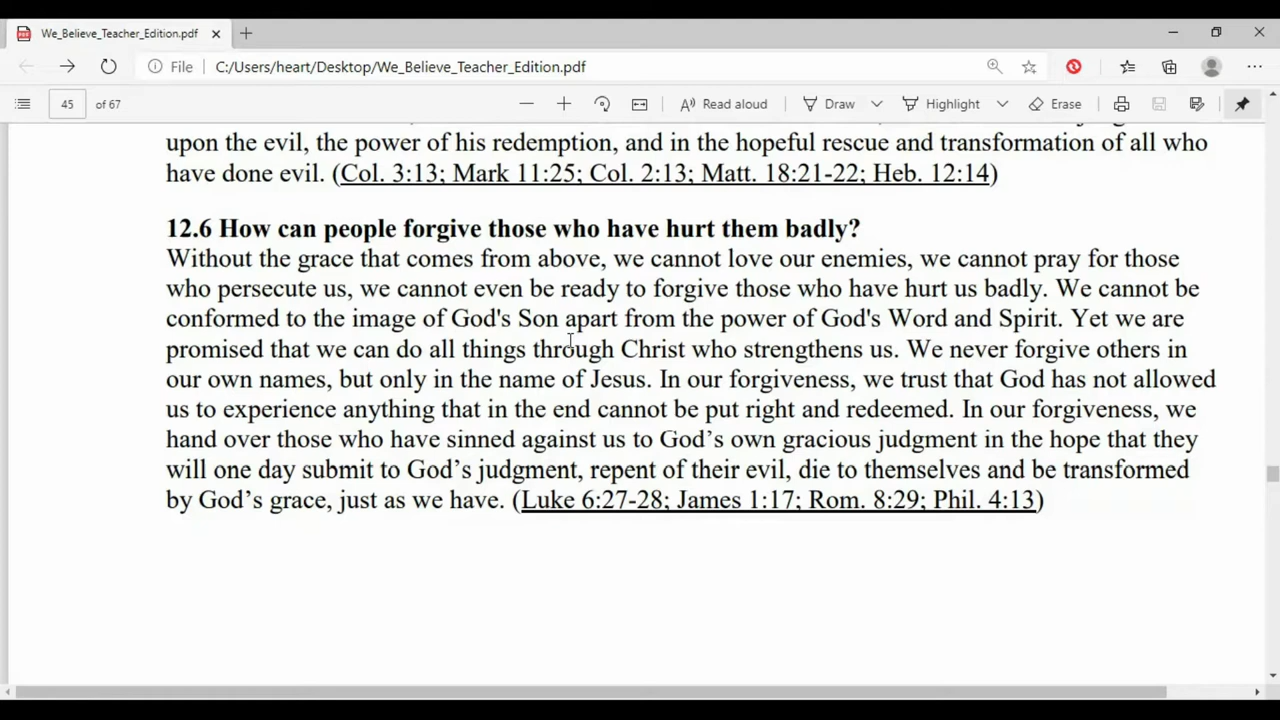 We_Believe_Teacher_Edition.pdf
File C:/Users/heart/Desktop/We_Believe_Teacher_Edition.pdf
45 of 67 Read aloud Draw Highlight Erase
upon the evil, the power of his redemption, and in the hopeful rescue and transformation of all who
have done evil. (Col. 3:13; Mark 11:25; Col. 2:13; Matt. 18:21-22; Heb. 12:14)
12.6 How can people forgive those who have hurt them badly?
Without the grace that comes from above, we cannot love our enemies, we cannot pray for those
who persecute us, we cannot even be ready to forgive those who have hurt us badly. We cannot be
conformed to the image of God's Son apart from the power of God's Word and Spirit. Yet we are
promised that we can do all things through Christ who strengthens us. We never forgive others in
our own names, but only in the name of Jesus. In our forgiveness, we trust that God has not allowed
us to experience anything that in the end cannot be put right and redeemed. In our forgiveness, we
hand over those who have sinned against us to God’s own gracious judgment in the hope that they
will one day submit to God’s judgment, repent of their evil, die to themselves and be transformed
by God’s grace, just as we have. (Luke 6:27-28; James 1:17; Rom. 8:29; Phil. 4:13)